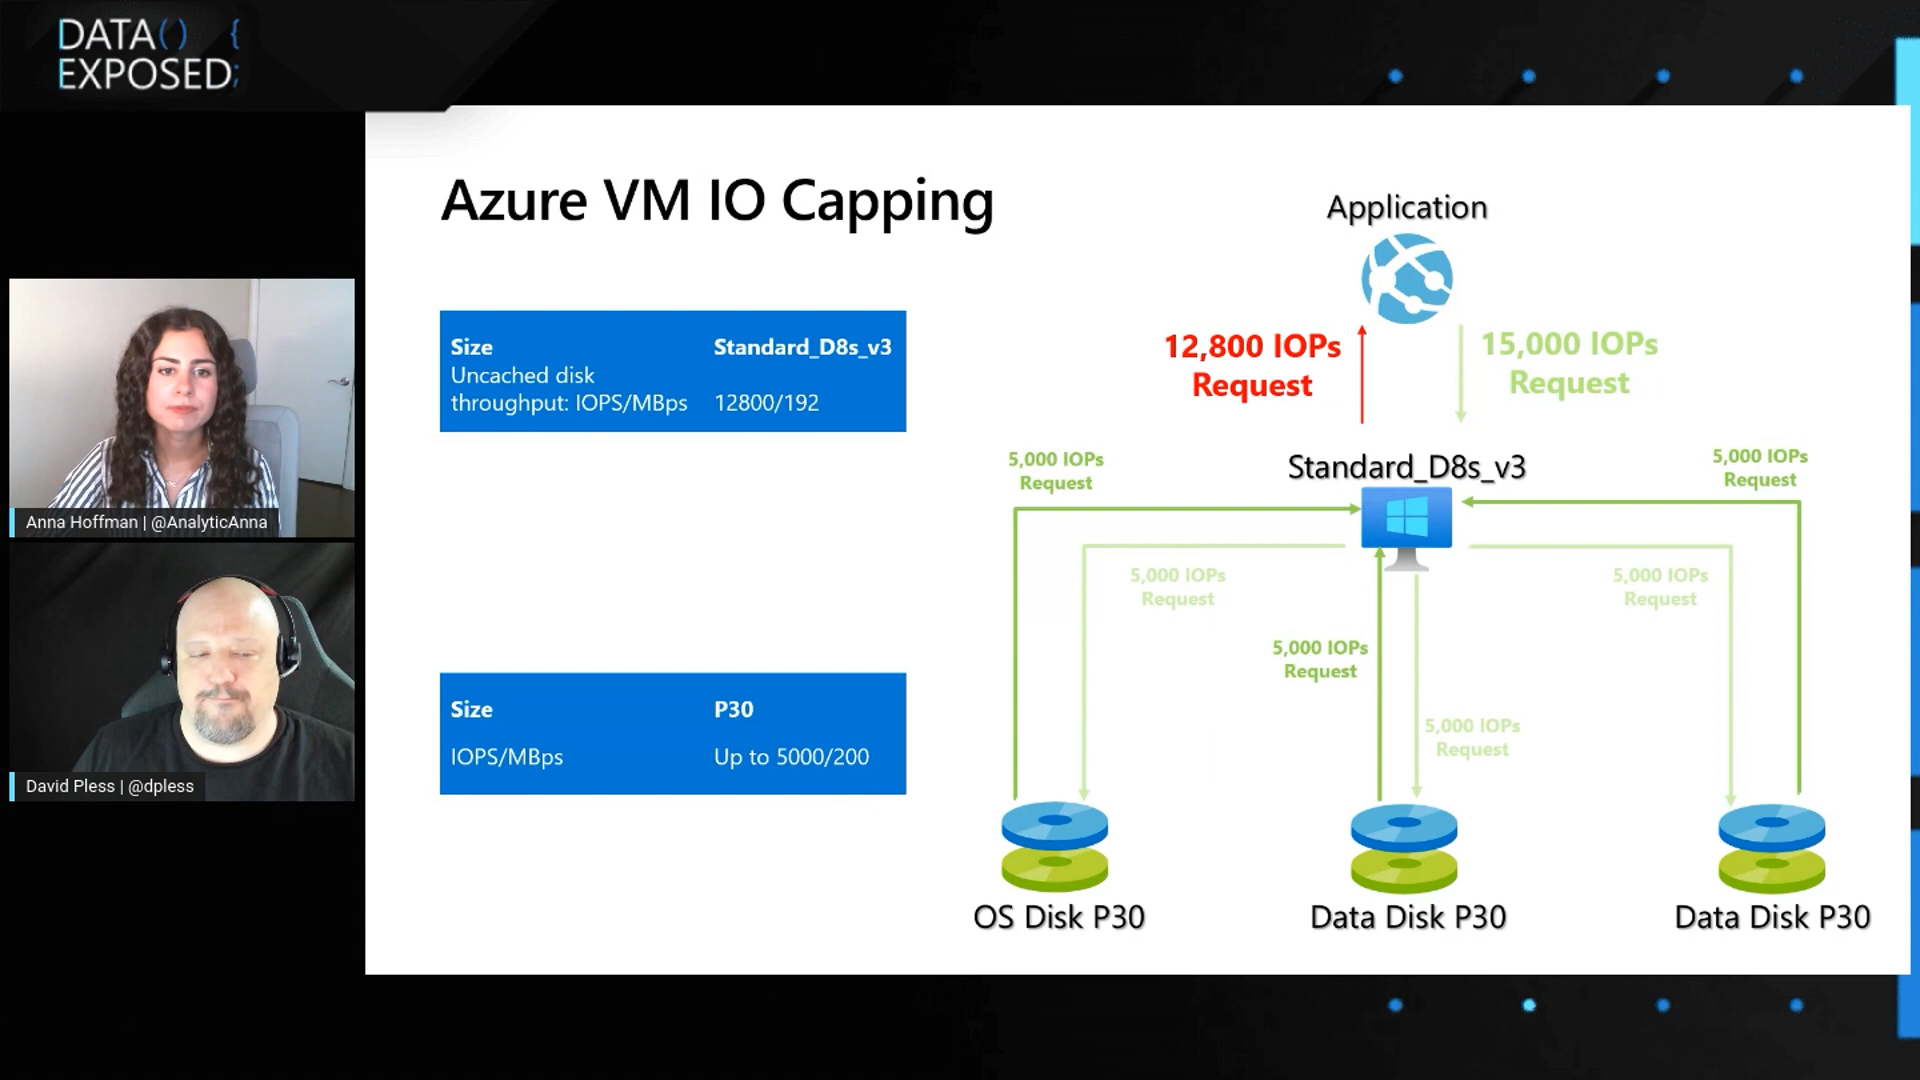 DATA() {
EXPOSED;
Azure VM IO Capping
Size Standard_D8s_v3
Uncached disk
throughput: IOPS/MBps 12800/192
Size P30
IOPS/MBps Up to 5000/200
Application
12,800 IOPs
Request
15,000 IOPs
Request
Standard_D8s_v3
5,000 IOPs
Request
5,000 IOPs
Request
5,000 IOPs
Request
5,000 IOPs
Request
5,000 IOPs
Request
5,000 IOPs
Request
OS Disk P30
Data Disk P30
Data Disk P30
Anna Hoffman | @AnalyticAnna
David Pless | @dpless